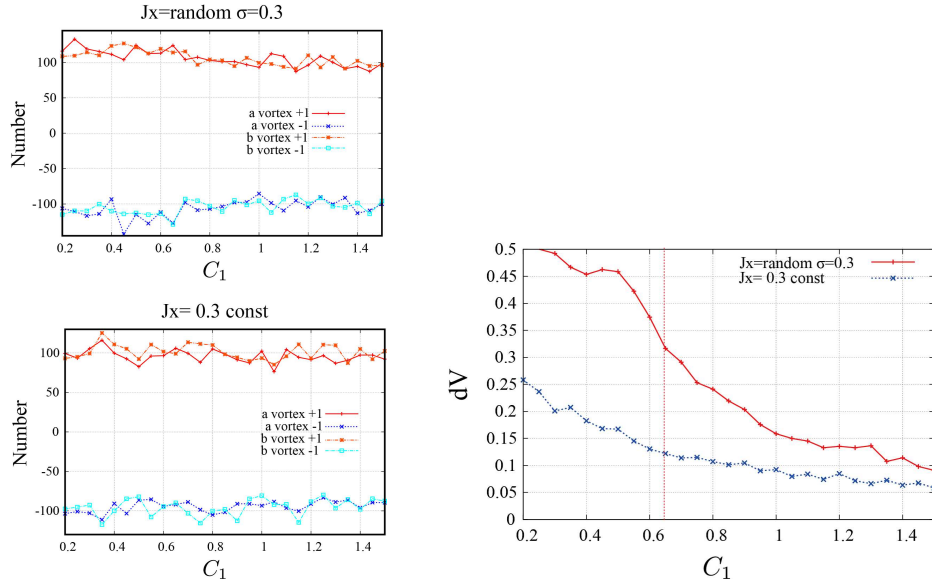 Jx=random σ=0.3
Number
100
50
0
-50
-100
a vortex +1
a vortex -1
b vortex +1
b vortex -1
0.2 0.4 0.6 0.8 1 1.2 1.4
C1
Jx= 0.3 const
Number
100
50
0
-50
-100
a vortex +1
a vortex -1
b vortex +1
b vortex -1
0.2 0.4 0.6 0.8 1 1.2 1.4
C1
dV
0.5
0.45
0.4
0.35
0.3
0.25
0.2
0.15
0.1
0.05
0
Jx=random σ=0.3
Jx= 0.3 const
0.2 0.4 0.6 0.8 1 1.2 1.4
C1